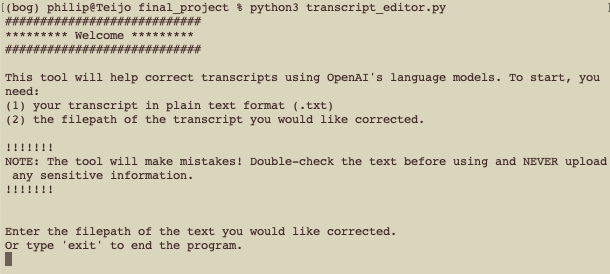 [(bog) philip@Teijo final_project % python3 transcript_editor.py ]
############################
********* Welcome *********
############################
This tool will help correct transcripts using OpenAI's language models. To start, you
need:
(1) your transcript in plain text format (.txt)
(2) the filepath of the transcript you would like corrected.
!!!!!!!
NOTE: The tool will make mistakes! Double-check the text before using and NEVER upload
any sensitive information.
!!!!!!!
Enter the filepath of the text you would like corrected.
Or type 'exit' to end the program.